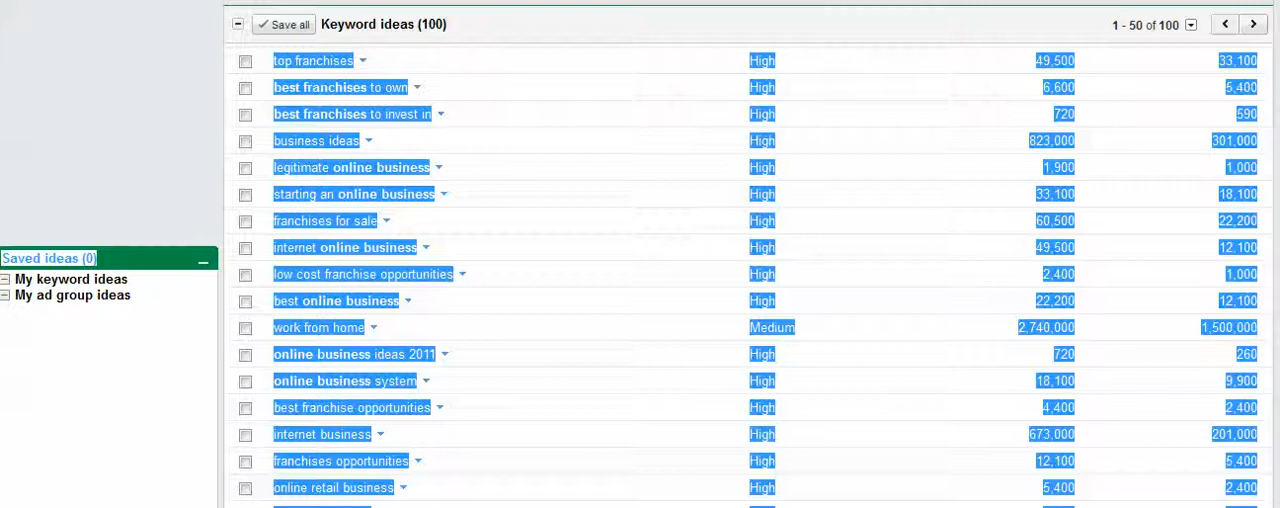 Save all Keyword ideas (100) 1 - 50 of 100
top franchises High 49,500 33,100
best franchises to own High 6,600 5,400
best franchises to invest in High 720 590
business ideas High 823,000 301,000
legitimate online business High 1,900 1,000
starting an online business High 33,100 18,100
franchises for sale High 60,500 22,200
internet online business High 49,500 12,100
low cost franchise opportunities High 2,400 1,000
best online business High 22,200 12,100
work from home Medium 2,740,000 1,500,000
online business ideas 2011 High 720 260
online business system High 18,100 9,900
best franchise opportunities High 4,400 2,400
internet business High 673,000 201,000
franchises opportunities High 12,100 5,400
online retail business High 5,400 2,400
Saved ideas (0)
My keyword ideas
My ad group ideas